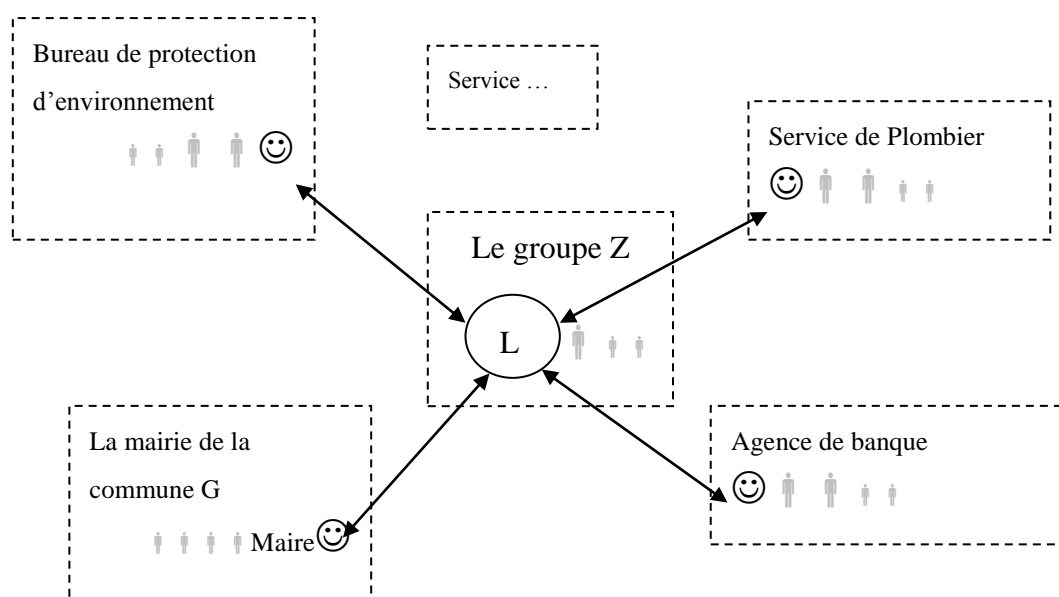 Bureau de protection
d’environnement
Service …
Service de Plombier
Le groupe Z
L
La mairie de la
commune G
Maire
Agence de banque